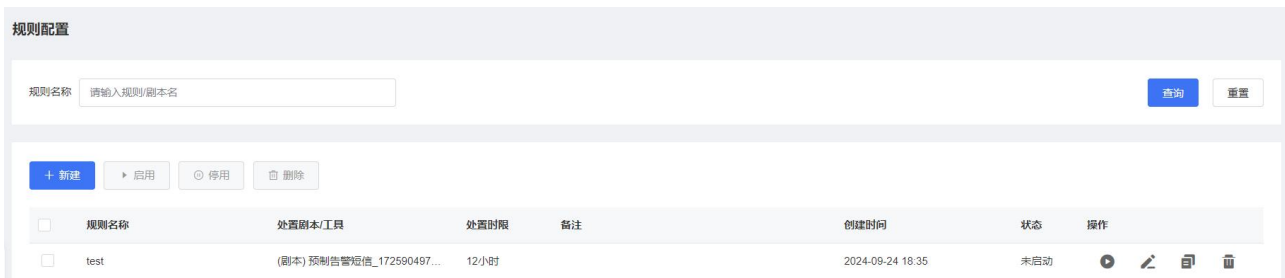 规则配置
规则名称 请输入规则/剧本名 查询 重置
新建 启用 停用 删除
规则名称 处置剧本/工具 处置时限 备注 创建时间 状态 操作
test (剧本) 预制告警短信_172590497... 12小时 2024-09-24 18:35 未启动